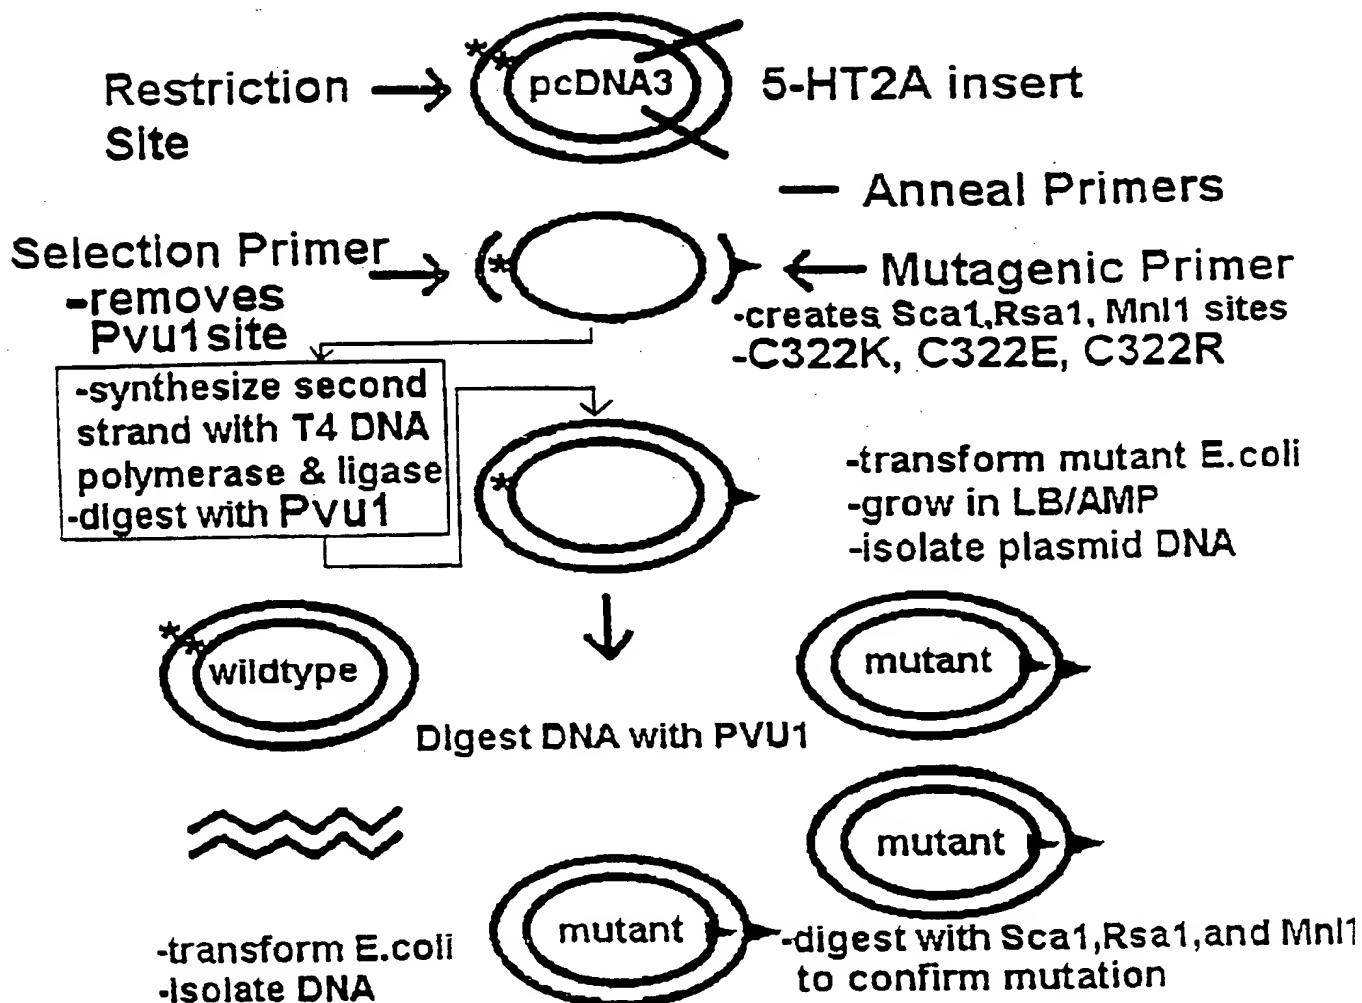 Restriction
Site
pcDNA3
5-HT2A insert
Anneal Primers
Selection Primer
-removes
Pvu1site
Mutagenic Primer
-creates Sca1,Rsa1, Mnl1 sites
-C322K, C322E, C322R
-synthesize second
strand with T4 DNA
polymerase & ligase
-digest with Pvu1
-transform mutant E.coli
-grow in LB/AMP
-isolate plasmid DNA
wildtype
mutant
Digest DNA with PVU1
mutant
mutant
-transform E.coli
-isolate DNA
-digest with Sca1,Rsa1,and Mnl1
to confirm mutation